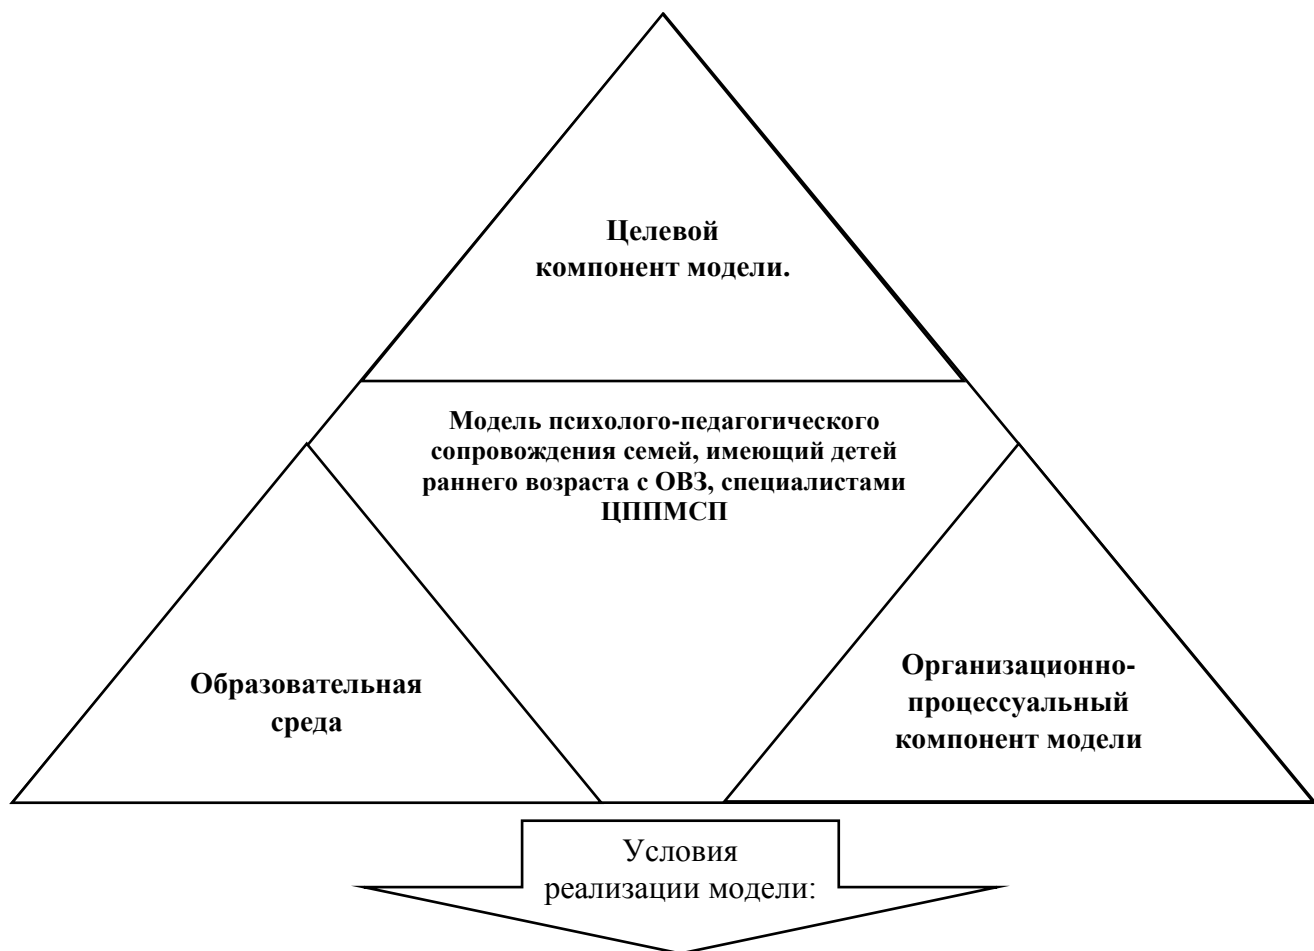 Целевой
компонент модели.
Модель психолого-педагогического
сопровождения семей, имеющий детей
раннего возраста с ОВЗ, специалистами
ЦППМСП
Образовательная
среда
Организационно-
процессуальный
компонент модели
Условия
реализации модели: